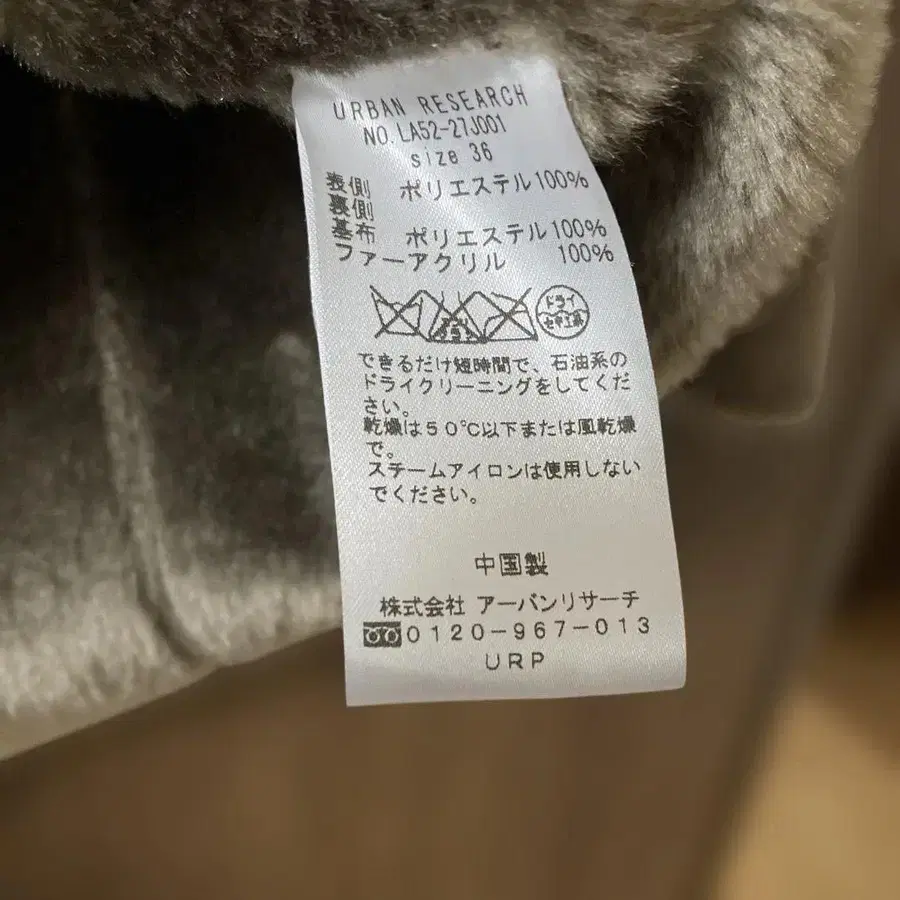 URBAN RESEARCH
NO.LA52-27J001
size 36
表側 ポリエステル100%
裏側
基布 ポリエステル100%
ファーアクリル 100%
ドライ
セキユ系
できるだけ短時間で、石油系の
ドライクリーニングをしてくだ
さい。
乾燥は50℃以下または風乾燥
で。
スチームアイロンは使用しない
でください。
中国製
株式会社 アーバンリサーチ
0120-967-013
URP